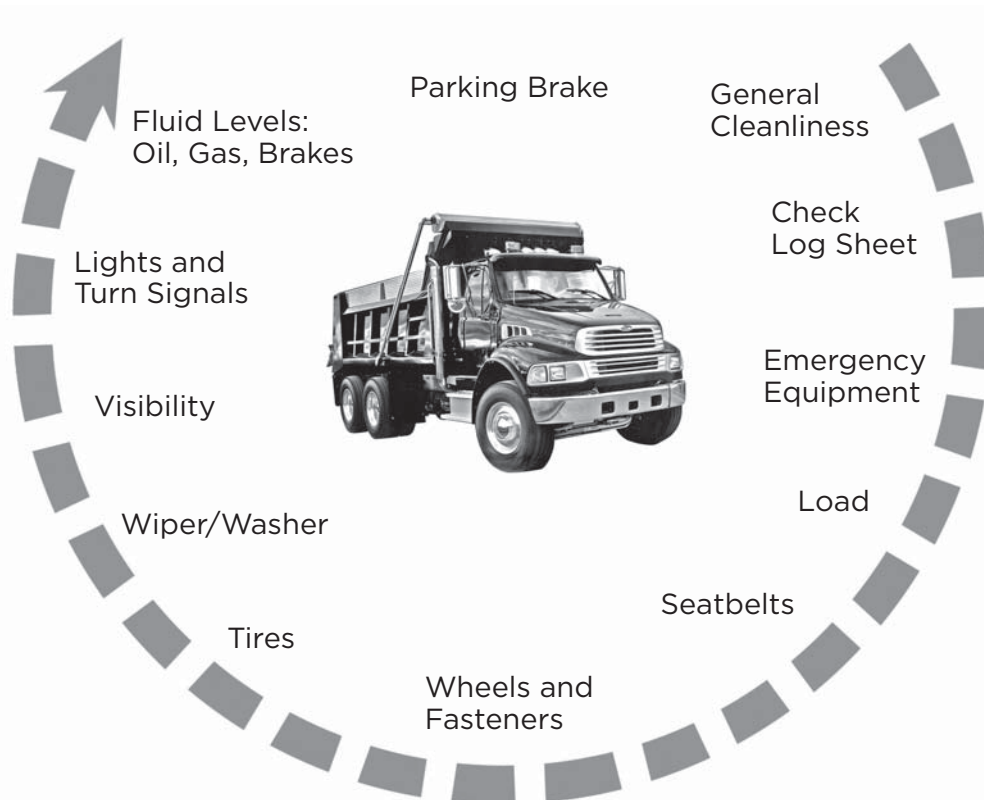 Parking Brake
General
Cleanliness
Fluid Levels:
Oil, Gas, Brakes
Check
Log Sheet
Lights and
Turn Signals
Emergency
Equipment
Visibility
Load
Wiper/Washer
Seatbelts
Tires
Wheels and
Fasteners